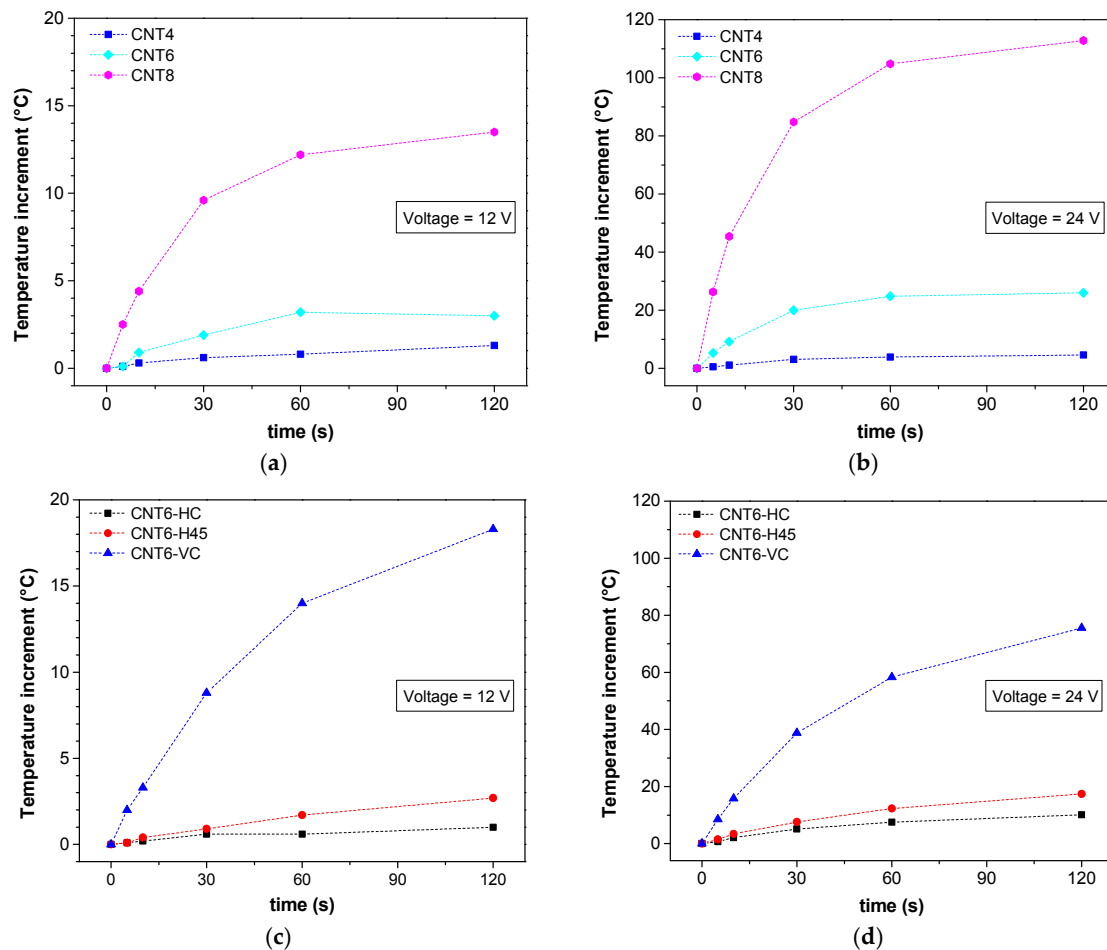 20
15
10
5
0
Temperature increment (°C)
CNT4
CNT6
CNT8
Voltage = 12 V
0 30 60 90 120
time (s)
(a)
120
100
80
60
40
20
0
Temperature increment (°C)
CNT4
CNT6
CNT8
Voltage = 24 V
0 30 60 90 120
time (s)
(b)
20
15
10
5
0
Temperature increment (°C)
CNT6-HC
CNT6-H45
CNT6-VC
Voltage = 12 V
0 30 60 90 120
time (s)
(c)
120
100
80
60
40
20
0
Temperature increment (°C)
CNT6-HC
CNT6-H45
CNT6-VC
Voltage = 24 V
0 30 60 90 120
time (s)
(d)